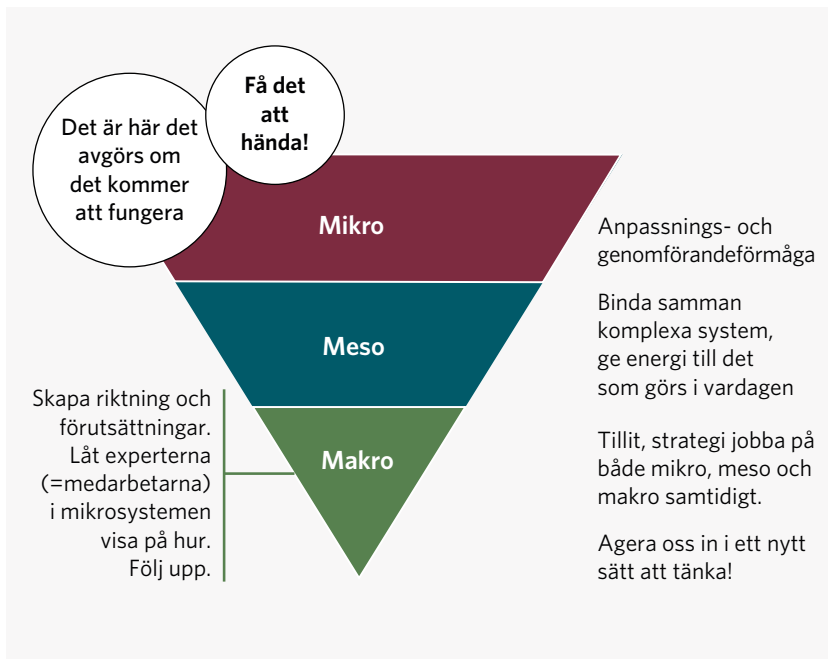 Det är här det
avgörs om
det kommer
att fungera
Få det
att
hända!
Mikro
Anpassnings- och
genomförandeförmåga
Meso
Binda samman
komplexa system,
ge energi till det
som görs i vardagen
Skapa riktning och
förutsättningar.
Låt experterna
(=medarbetarna)
i mikrosystemen
visa på hur.
Följ upp.
Makro
Tillit, strategi jobba på
både mikro, meso och
makro samtidigt.
Agera oss in i ett nytt
sätt att tänka!